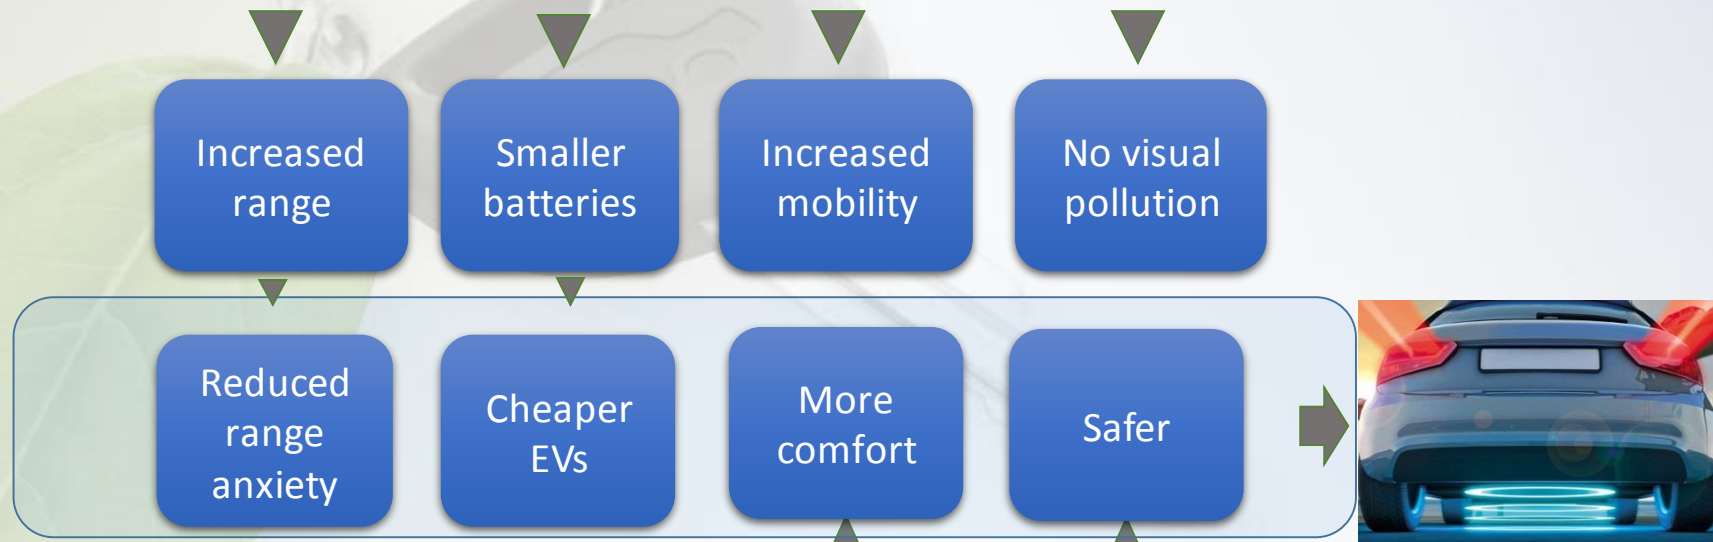 Increased
range
Smaller
batteries
Increased
mobility
No visual
pollution
Reduced
range
anxiety
Cheaper
EVs
More
comfort
Safer